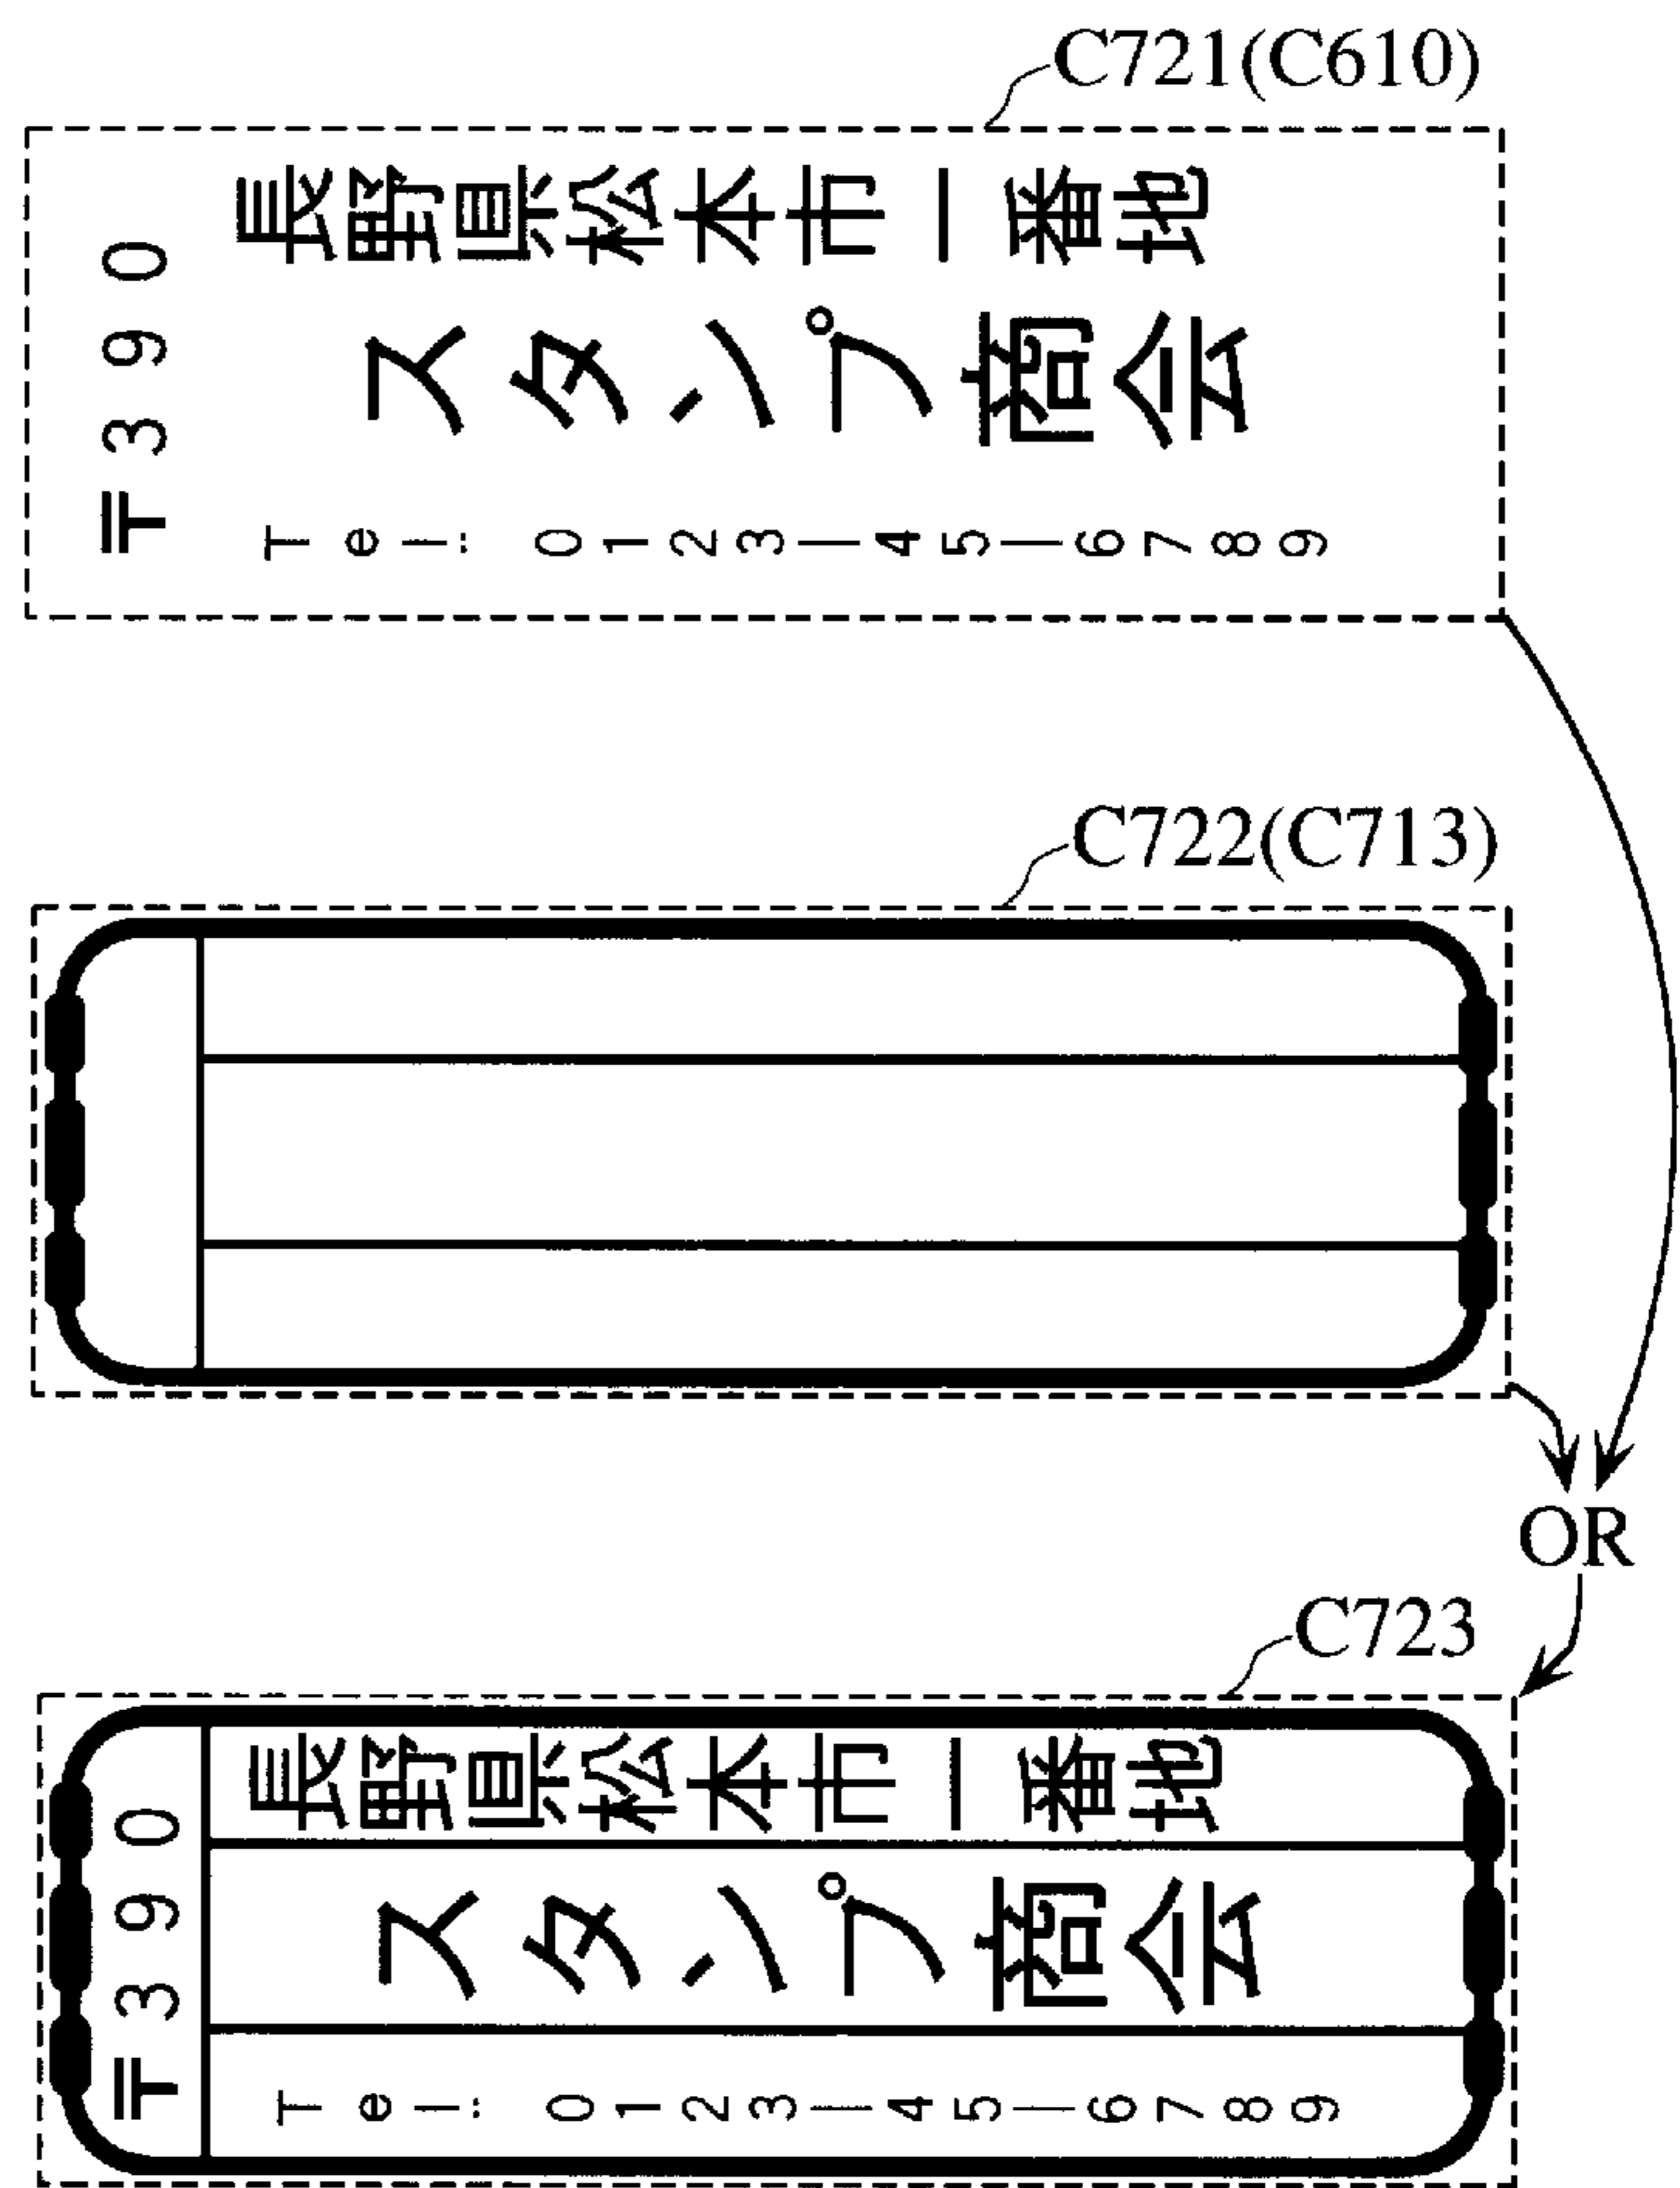 C721(C610)
〒390
長野県松本市一番地
スタンプ商会
Tel: 0123-45-6789
C722(C713)
OR
C723
〒390
長野県松本市一番地
スタンプ商会
Tel: 0123-45-6789